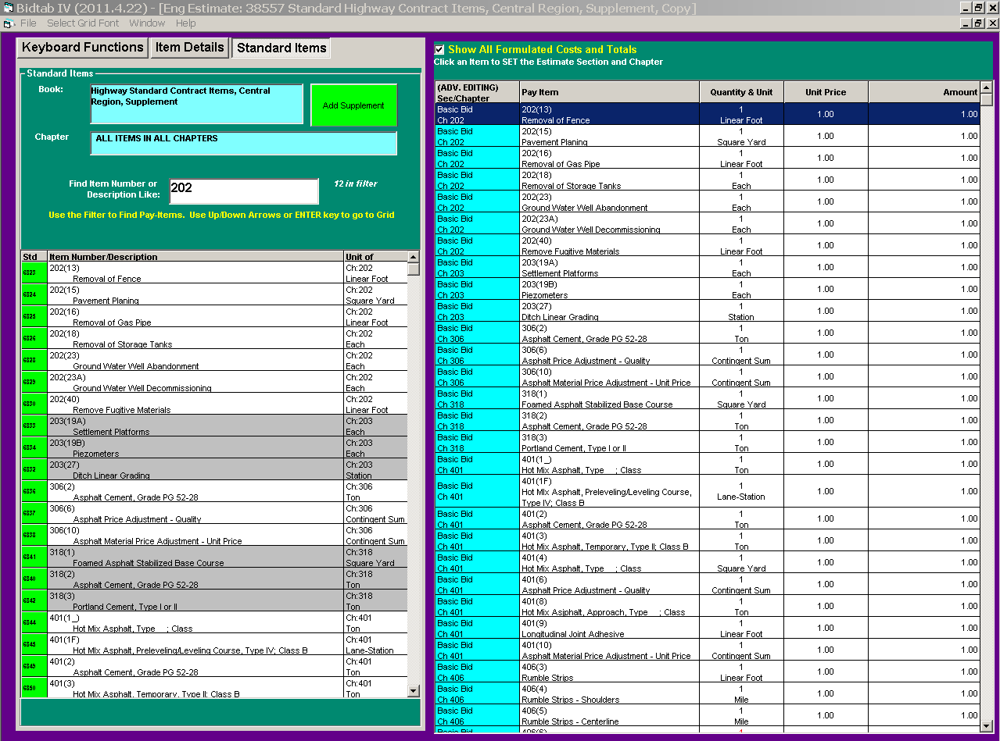 Bidtab IV (2011.4.22) - [Eng Estimate: 38557 Standard Highway Contract Items, Central Region, Supplement, Copy]
File Select Grid Font Window Help
Keyboard Functions Item Details Standard Items
Standard Items
Book:
Highway Standard Contract Items, Central
Region, Supplement
Add Supplement
Chapter
ALL ITEMS IN ALL CHAPTERS
Find Item Number or
Description Like:
202
12 in filter
Use the Filter to Find Pay-Items. Use Up/Down Arrows or ENTER key to go to Grid
Std Item Number/Description Unit of
6823 202(13) Ch:202
Removal of Fence Linear Foot
6824 202(15) Ch:202
Pavement Planing Square Yard
6825 202(16) Ch:202
Removal of Gas Pipe Linear Foot
6826 202(18) Ch:202
Removal of Storage Tanks Each
6828 202(23) Ch:202
Ground Water Well Abandonment Each
6829 202(23A) Ch:202
Ground Water Well Decommissioning Each
6830 202(40) Ch:202
Remove Fugitive Materials Linear Foot
6833 203(19A) Ch:203
Settlement Platforms Each
6834 203(19B) Ch:203
Piezometers Each
6832 203(27) Ch:203
Ditch Linear Grading Station
6836 306(2) Ch:306
Asphalt Cement, Grade PG 52-28 Ton
6837 306(6) Ch:306
Asphalt Price Adjustment - Quality Contingent Sum
6838 306(10) Ch:306
Asphalt Material Price Adjustment - Unit Price Contingent Sum
6841 318(1) Ch:318
Foamed Asphalt Stabilized Base Course Square Yard
6840 318(2) Ch:318
Asphalt Cement, Grade PG 52-28 Ton
6842 318(3) Ch:318
Portland Cement, Type I or II Ton
6844 401(1_) Ch:401
Hot Mix Asphalt, Type ; Class Ton
6845 401(1F) Ch:401
Hot MIx Asphalt, Preleveling/Leveling Course, Type IV; Class B Lane-Station
6849 401(2) Ch:401
Asphalt Cement, Grade PG 52-28 Ton
6850 401(3) Ch:401
Hot Mix Asphalt, Temporary, Type II; Class B Ton
Show All Formulated Costs and Totals
Click an Item to SET the Estimate Section and Chapter
(ADV. EDITING)
Sec/Chapter Pay Item Quantity & Unit Unit Price Amount
Basic Bid 202(13) 1 1.00 1.00
Ch 202 Removal of Fence Linear Foot
Basic Bid 202(15) 1 1.00 1.00
Ch 202 Pavement Planing Square Yard
Basic Bid 202(16) 1 1.00 1.00
Ch 202 Removal of Gas Pipe Linear Foot
Basic Bid 202(18) 1 1.00 1.00
Ch 202 Removal of Storage Tanks Each
Basic Bid 202(23) 1 1.00 1.00
Ch 202 Ground Water Well Abandonment Each
Basic Bid 202(23A) 1 1.00 1.00
Ch 202 Ground Water Well Decommissioning Each
Basic Bid 202(40) 1 1.00 1.00
Ch 202 Remove Fugitive Materials Linear Foot
Basic Bid 203(19A) 1 1.00 1.00
Ch 203 Settlement Platforms Each
Basic Bid 203(19B) 1 1.00 1.00
Ch 203 Piezometers Each
Basic Bid 203(27) 1 1.00 1.00
Ch 203 Ditch Linear Grading Station
Basic Bid 306(2) 1 1.00 1.00
Ch 306 Asphalt Cement, Grade PG 52-28 Ton
Basic Bid 306(6) 1 1.00 1.00
Ch 306 Asphalt Price Adjustment - Quality Contingent Sum
Basic Bid 306(10) 1 1.00 1.00
Ch 306 Asphalt Material Price Adjustment - Unit Price Contingent Sum
Basic Bid 318(1) 1 1.00 1.00
Ch 318 Foamed Asphalt Stabilized Base Course Square Yard
Basic Bid 318(2) 1 1.00 1.00
Ch 318 Asphalt Cement, Grade PG 52-28 Ton
Basic Bid 318(3) 1 1.00 1.00
Ch 318 Portland Cement, Type I or II Ton
Basic Bid 401(1_) 1 1.00 1.00
Ch 401 Hot Mix Asphalt, Type ; Class Ton
Basic Bid 401(1F) 1 1.00 1.00
Ch 401 Hot MIx Asphalt, Preleveling/Leveling Course, Lane-Station
Type IV; Class B
Basic Bid 401(2) 1 1.00 1.00
Ch 401 Asphalt Cement, Grade PG 52-28 Ton
Basic Bid 401(3) 1 1.00 1.00
Ch 401 Hot Mix Asphalt, Temporary, Type II; Class B Ton
Basic Bid 401(4) 1 1.00 1.00
Ch 401 Hot Mix Asphalt, Type ; Class Square Yard
Basic Bid 401(6) 1 1.00 1.00
Ch 401 Asphalt Price Adjustment - Quality Contingent Sum
Basic Bid 401(8) 1 1.00 1.00
Ch 401 Hot Mix Asjphalt, Approach, Type ; Class Ton
Basic Bid 401(9) 1 1.00 1.00
Ch 401 Longitudinal Joint Adhesive Linear Foot
Basic Bid 401(10) 1 1.00 1.00
Ch 401 Asphalt Material Price Adjustment - Unit Price Contingent Sum
Basic Bid 406(3) 1 1.00 1.00
Ch 406 Rumble Strips Linear Foot
Basic Bid 406(4) 1 1.00 1.00
Ch 406 Rumble Strips - Shoulders Mile
Basic Bid 406(5) 1 1.00 1.00
Ch 406 Rumble Strips - Centerline Mile
Basic Bid 406(6) 1